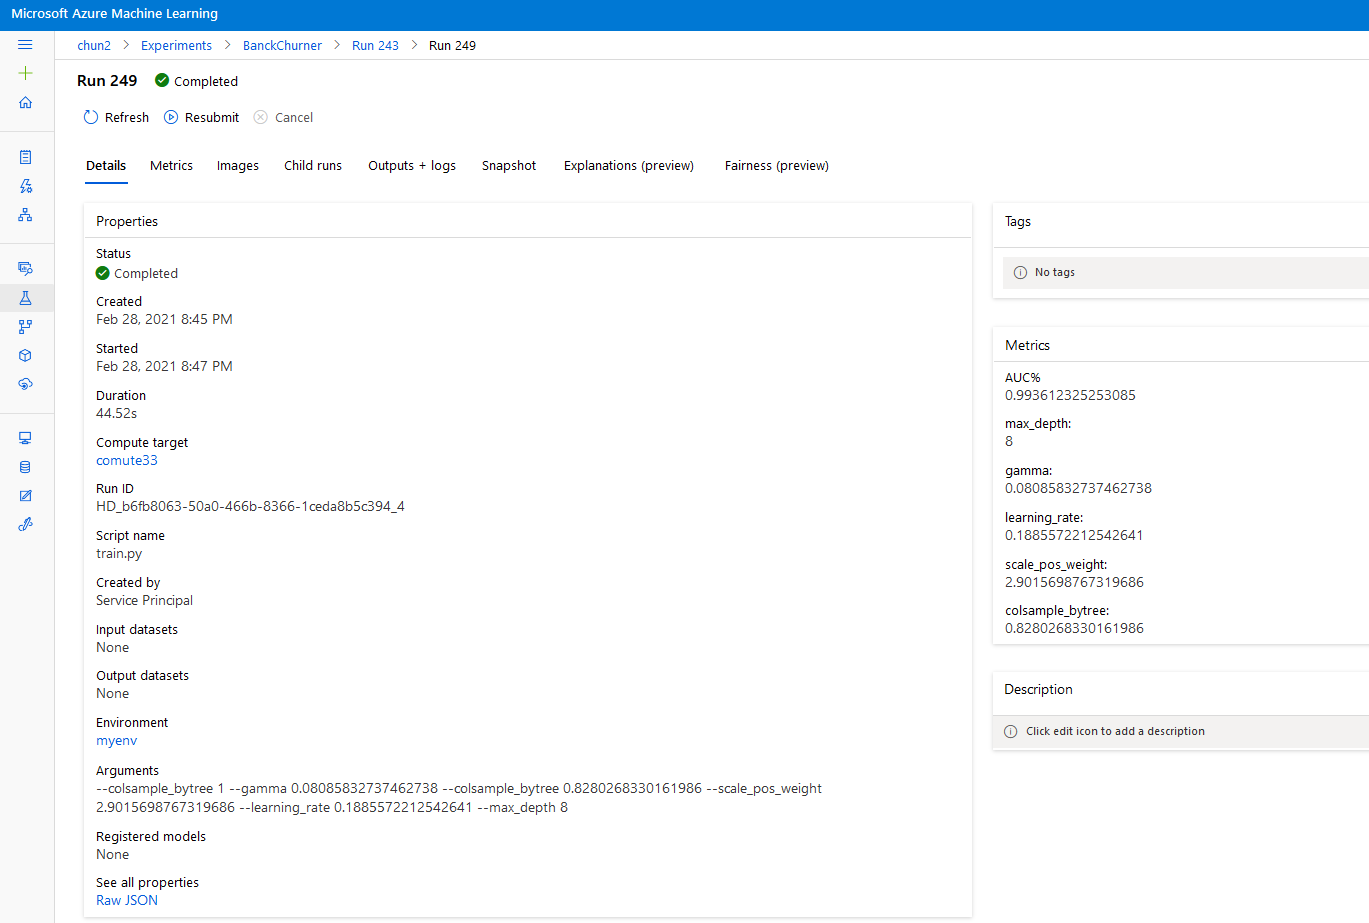 Microsoft Azure Machine Learning
chun2 > Experiments > BanckChurner > Run 243 > Run 249
Run 249 Completed
Refresh Resubmit Cancel
Details Metrics Images Child runs Outputs + logs Snapshot Explanations (preview) Fairness (preview)
Properties
Status
Completed
Created
Feb 28, 2021 8:45 PM
Started
Feb 28, 2021 8:47 PM
Duration
44.52s
Compute target
comute33
Run ID
HD_b6fb8063-50a0-466b-8366-1ceda8b5c394_4
Script name
train.py
Created by
Service Principal
Input datasets
None
Output datasets
None
Environment
myenv
Arguments
--colsample_bytree 1 --gamma 0.08085832737462738 --colsample_bytree 0.8280268330161986 --scale_pos_weight
2.9015698767319686 --learning_rate 0.1885572212542641 --max_depth 8
Registered models
None
See all properties
Raw JSON
Tags
No tags
Metrics
AUC%
0.993612325253085
max_depth:
8
gamma:
0.08085832737462738
learning_rate:
0.1885572212542641
scale_pos_weight:
2.9015698767319686
colsample_bytree:
0.8280268330161986
Description
Click edit icon to add a description